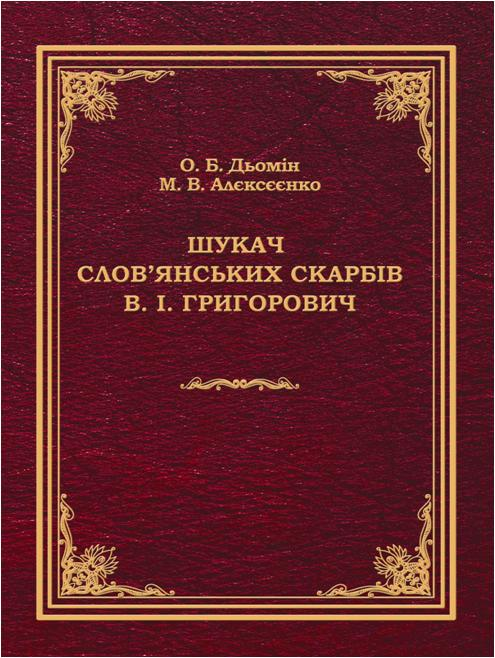 О. Б. Дьомін
М. В. Алєксєєнко
ШУКАЧ
СЛОВ’ЯНСЬКИХ СКАРБІВ
В. І. ГРИГОРОВИЧ